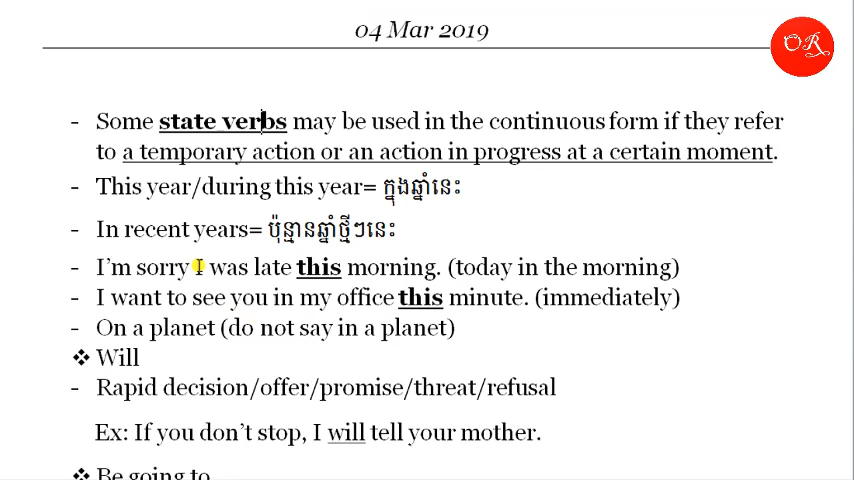 04 Mar 2019
OR
- Some state verbs may be used in the continuous form if they refer
to a temporary action or an action in progress at a certain moment.
- This year/during this year= ក្នុងឆ្នាំនេះ
- In recent years= ប៉ុន្មានឆ្នាំថ្មីៗនេះ
- I'm sorry I was late this morning. (today in the morning)
- I want to see you in my office this minute. (immediately)
- On a planet (do not say in a planet)
❖ Will
- Rapid decision/offer/promise/threat/refusal
Ex: If you don't stop, I will tell your mother.
❖ Be going to